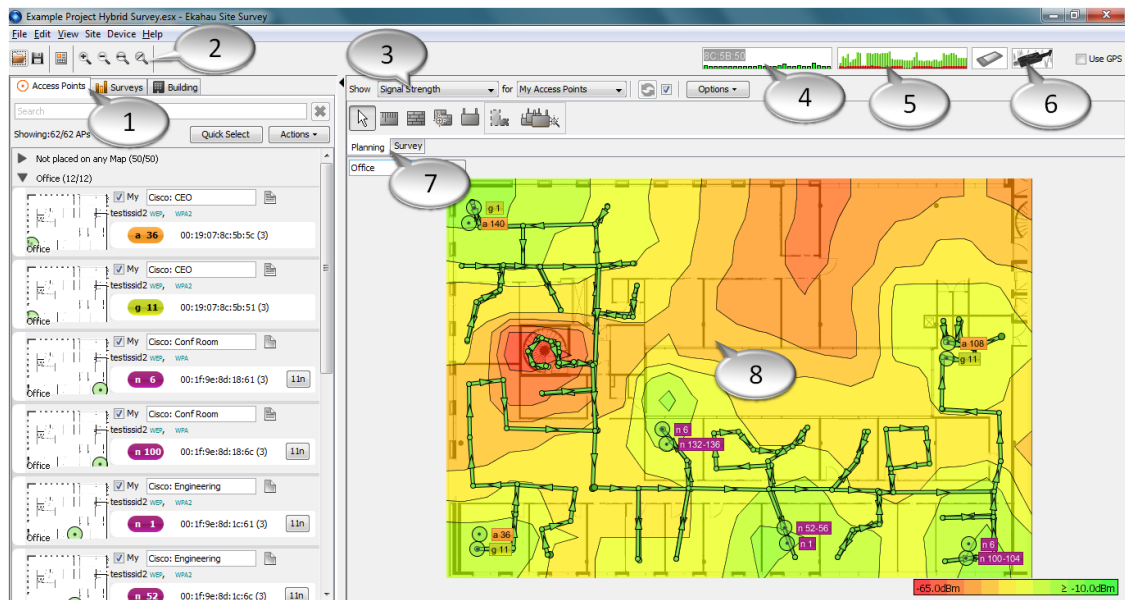 Example Project Hybrid Survey.esx - Ekahau Site Survey
File Edit View Site Device Help
2
3
8C:5B:50
Use GPS
Access Points Surveys Building
Show Signal Strength for My Access Points Options
4
5
6
Search
1
Showing:62/62 APs Quick Select Actions
Planning Survey
Not placed on any Map (50/50)
Office
7
Office (12/12)
My Cisco: CEO
testissid2 WEP, WPA2
a 36 00:19:07:8c:5b:5c (3)
Office
My Cisco: CEO
testissid2 WEP, WPA2
g 11 00:19:07:8c:5b:51 (3)
Office
My Cisco: Conf Room
testissid2 WEP, WPA
n 6 00:1f:9e:8d:18:61 (3) 11n
Office
My Cisco: Conf Room
testissid2 WEP, WPA
n 100 00:1f:9e:8d:18:6c (3) 11n
Office
My Cisco: Engineering
testissid2 WEP, WPA2
n 1 00:1f:9e:8d:1c:61 (3) 11n
Office
My Cisco: Engineering
testissid2 WEP, WPA2
n 52 00:1f:9e:8d:1c:6c (3) 11n
g 1
a 140
a 108
g 11
8
n 6
n 132-136
n 52-56
n 1
a 36
g 11
n 6
n 100-104
-65.0dBm ≥ -10.0dBm